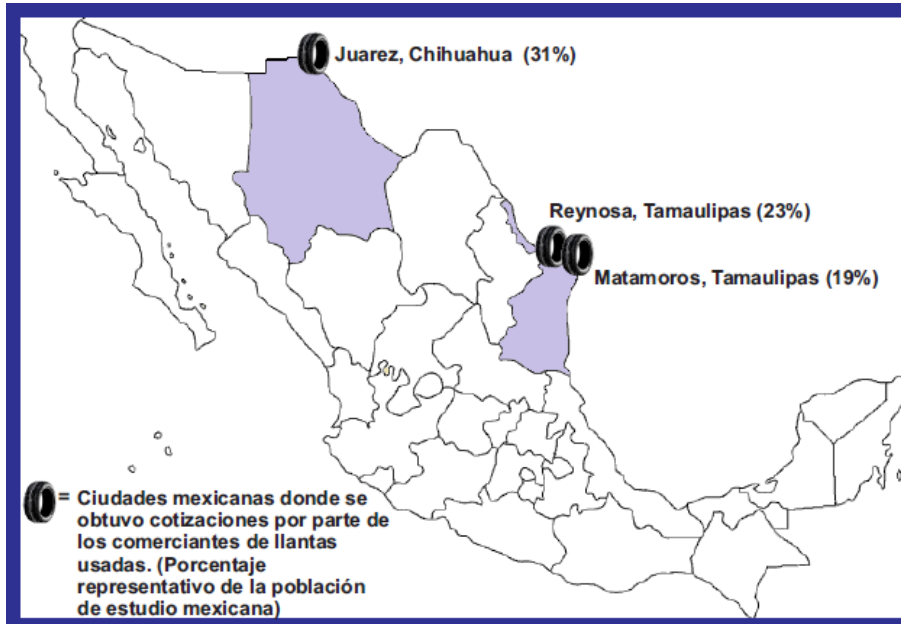 Juarez, Chihuahua (31%)
Reynosa, Tamaulipas (23%)
Matamoros, Tamaulipas (19%)
= Ciudades mexicanas donde se
obtuvo cotizaciones por parte de
los comerciantes de llantas
usadas. (Porcentaje
representativo de la población
de estudio mexicana)